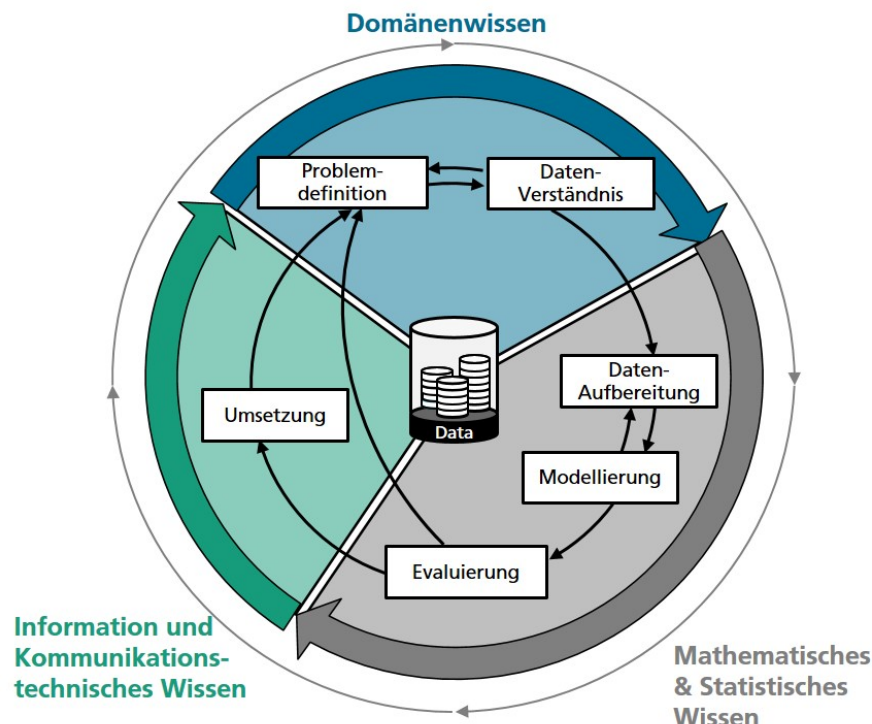 Domänenwissen
Problem-
definition
Daten-
Verständnis
Daten-
Aufbereitung
Umsetzung
Data
Modellierung
Evaluierung
Information und
Kommunikations-
technisches Wissen
Mathematisches
& Statistisches
Wissen